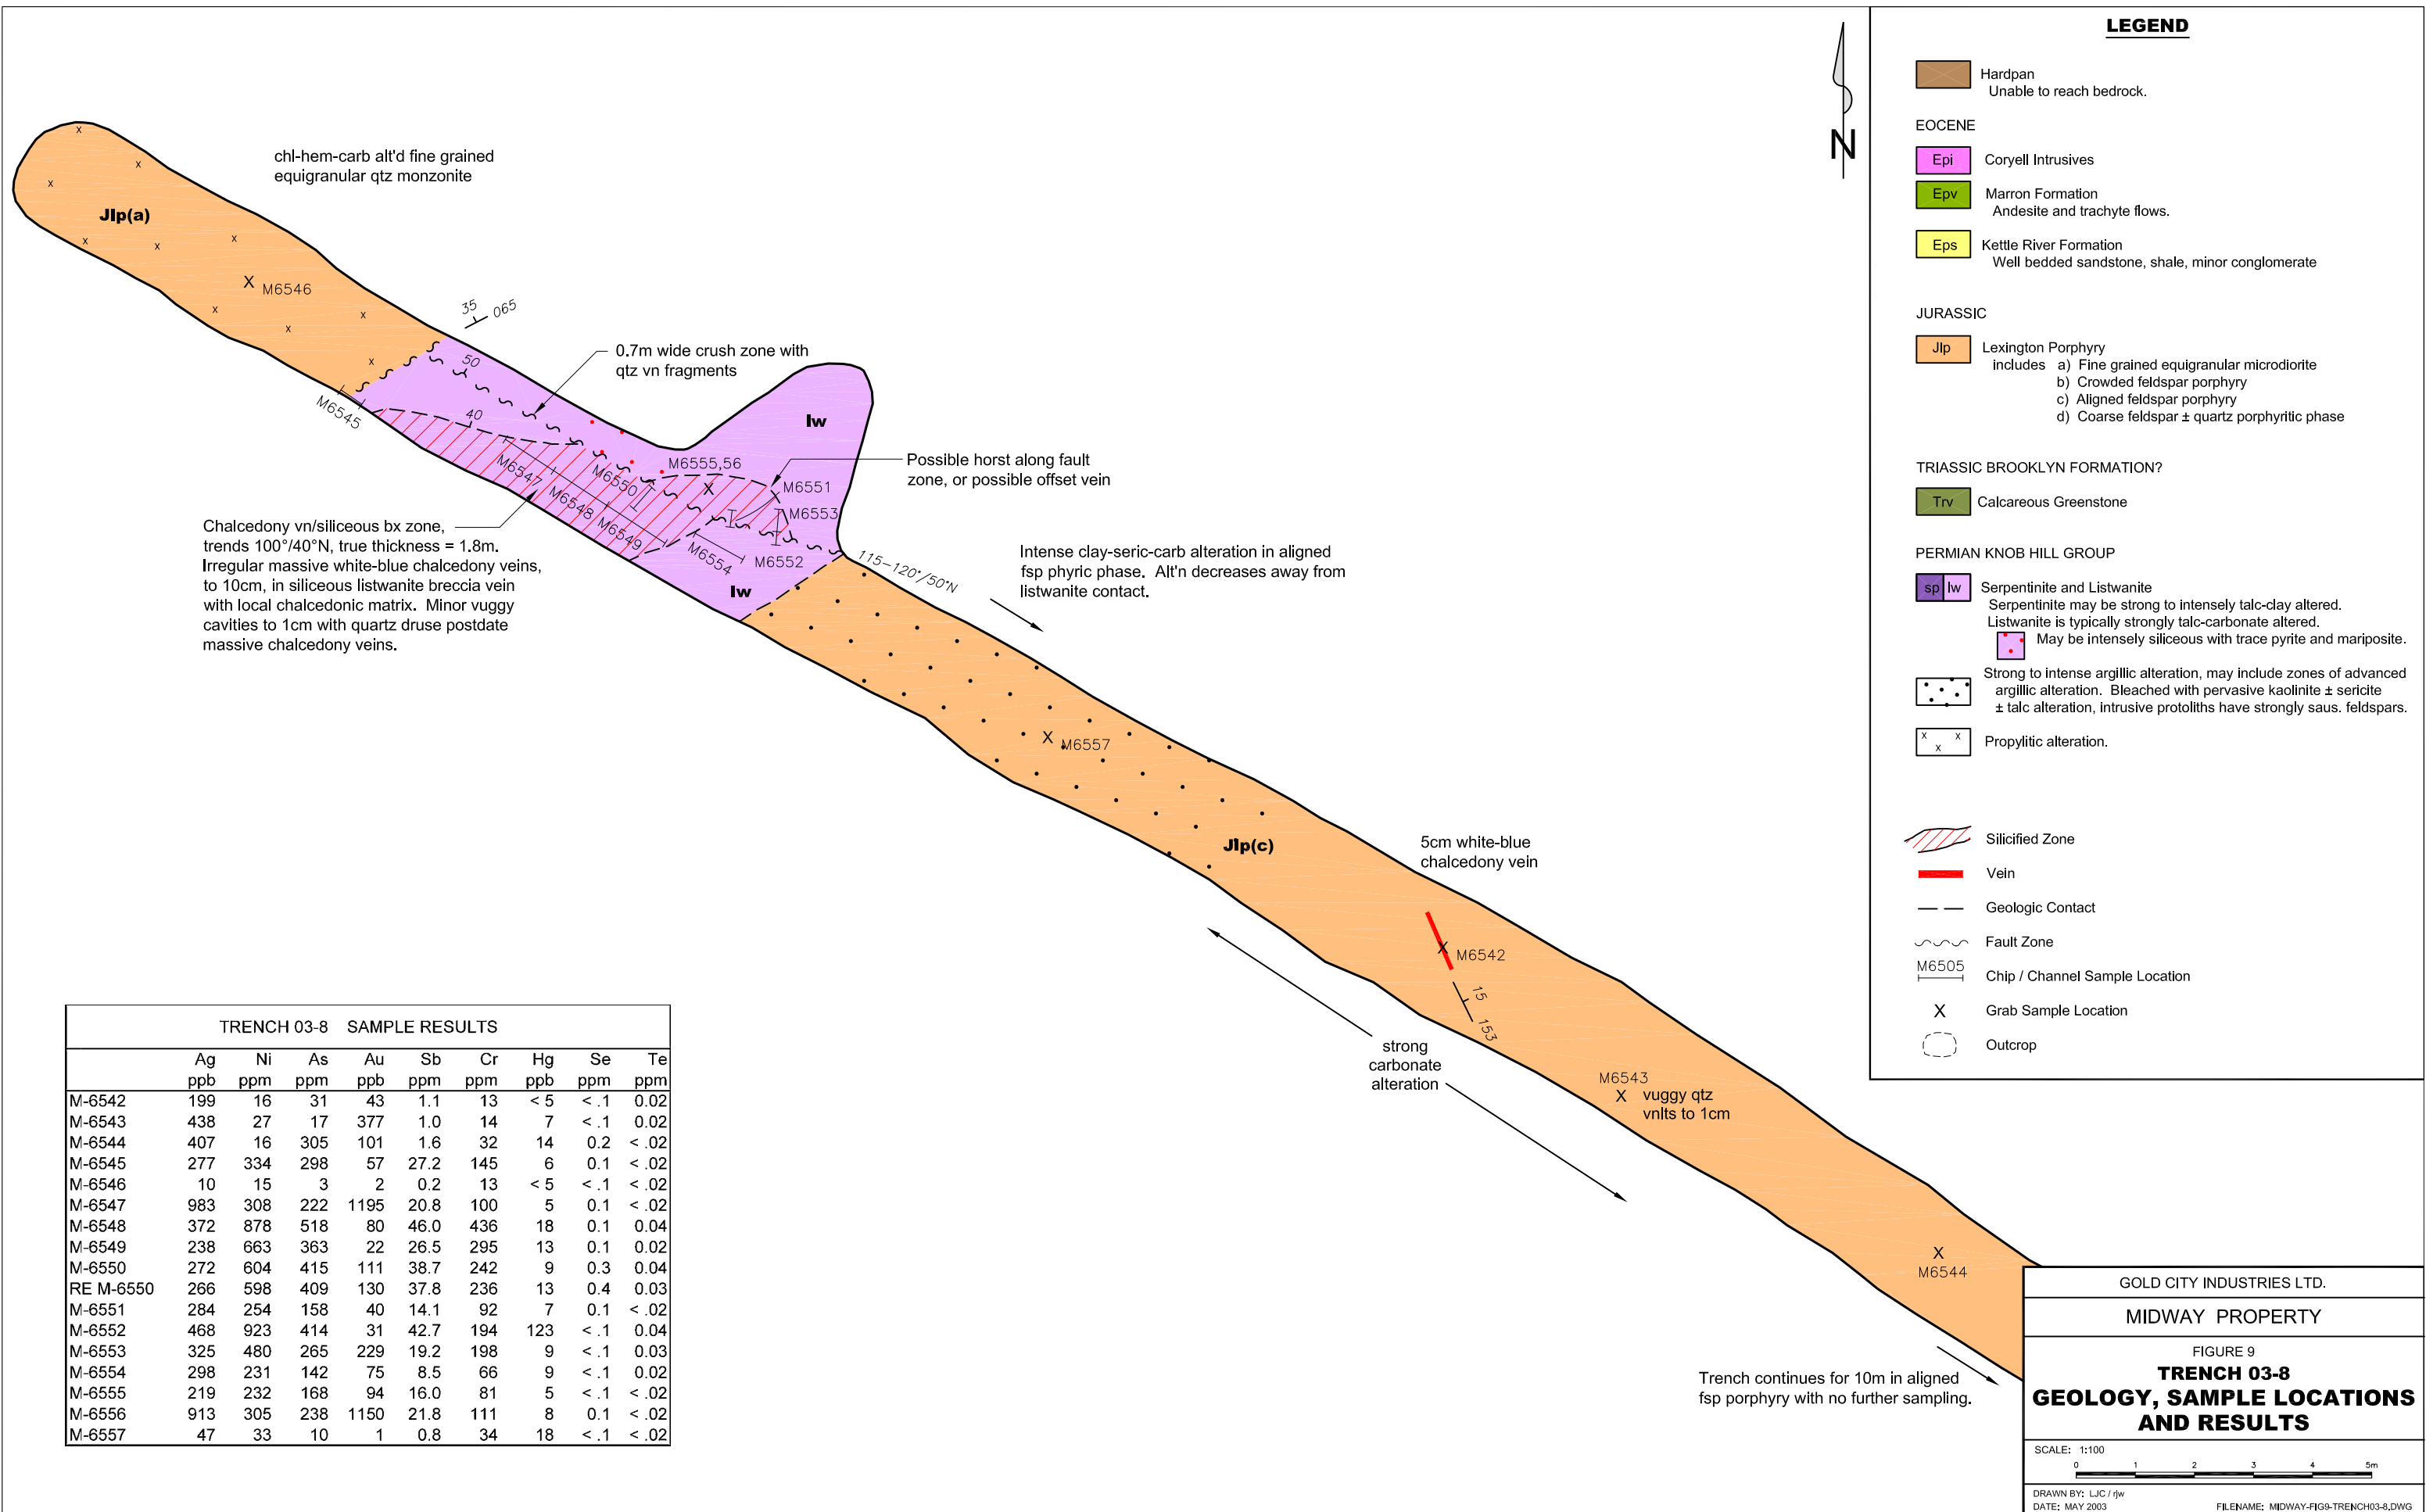 chl-hem-carb alt'd fine grained
equigranular qtz monzonite
Jlp(a)
M6546
35
065
0.7m wide crush zone with
qtz vn fragments
50
M6545
40
lw
M6555,56
Possible horst along fault
zone, or possible offset vein
M6547
M6550
M6551
M6548
M6553
M6549
M6554
M6552
lw
Chalcedony vn/siliceous bx zone,
trends 100°/40°N, true thickness = 1.8m.
Irregular massive white-blue chalcedony veins,
to 10cm, in siliceous listwanite breccia vein
with local chalcedonic matrix. Minor vuggy
cavities to 1cm with quartz druse postdate
massive chalcedony veins.
115-120°/50°N
Intense clay-seric-carb alteration in aligned
fsp phyric phase. Alt'n decreases away from
listwanite contact.
M6557
Jlp(c)
5cm white-blue
chalcedony vein
M6542
15
153
strong
carbonate
alteration
M6543
vuggy qtz
vnlts to 1cm
M6544
Trench continues for 10m in aligned
fsp porphyry with no further sampling.
N
LEGEND
Hardpan
Unable to reach bedrock.
EOCENE
Epi Coryell Intrusives
Epv Marron Formation
Andesite and trachyte flows.
Eps Kettle River Formation
Well bedded sandstone, shale, minor conglomerate
JURASSIC
Jlp Lexington Porphyry
includes a) Fine grained equigranular microdiorite
b) Crowded feldspar porphyry
c) Aligned feldspar porphyry
d) Coarse feldspar ± quartz porphyritic phase
TRIASSIC BROOKLYN FORMATION?
Trv Calcareous Greenstone
PERMIAN KNOB HILL GROUP
sp lw Serpentinite and Listwanite
Serpentinite may be strong to intensely talc-clay altered.
Listwanite is typically strongly talc-carbonate altered.
May be intensely siliceous with trace pyrite and mariposite.
Strong to intense argillic alteration, may include zones of advanced
argillic alteration. Bleached with pervasive kaolinite ± sericite
± talc alteration, intrusive protoliths have strongly saus. feldspars.
x x x Propylitic alteration.
Silicified Zone
Vein
Geologic Contact
Fault Zone
M6505 Chip / Channel Sample Location
X Grab Sample Location
Outcrop
TRENCH 03-8 SAMPLE RESULTS
Ag Ni As Au Sb Cr Hg Se Te
ppb ppm ppm ppb ppm ppm ppb ppm ppm
M-6542 199 16 31 43 1.1 13 < 5 < .1 0.02
M-6543 438 27 17 377 1.0 14 7 < .1 0.02
M-6544 407 16 305 101 1.6 32 14 0.2 < .02
M-6545 277 334 298 57 27.2 145 6 0.1 < .02
M-6546 10 15 3 2 0.2 13 < 5 < .1 < .02
M-6547 983 308 222 1195 20.8 100 5 0.1 < .02
M-6548 372 878 518 80 46.0 436 18 0.1 0.04
M-6549 238 663 363 22 26.5 295 13 0.1 0.02
M-6550 272 604 415 111 38.7 242 9 0.3 0.04
RE M-6550 266 598 409 130 37.8 236 13 0.4 0.03
M-6551 284 254 158 40 14.1 92 7 0.1 < .02
M-6552 468 923 414 31 42.7 194 123 < .1 0.04
M-6553 325 480 265 229 19.2 198 9 < .1 0.03
M-6554 298 231 142 75 8.5 66 9 < .1 0.02
M-6555 219 232 168 94 16.0 81 5 < .1 < .02
M-6556 913 305 238 1150 21.8 111 8 0.1 < .02
M-6557 47 33 10 1 0.8 34 18 < .1 < .02
GOLD CITY INDUSTRIES LTD.
MIDWAY PROPERTY
FIGURE 9
TRENCH 03-8
GEOLOGY, SAMPLE LOCATIONS
AND RESULTS
SCALE: 1:100
0 1 2 3 4 5m
DRAWN BY: LJC / rjw
DATE: MAY 2003 FILENAME: MIDWAY-FIG9-TRENCH03-8.DWG